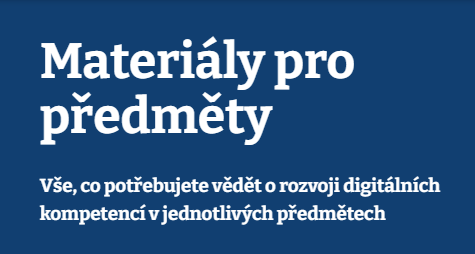 Materiály pro
předměty
Vše, co potřebujete vědět o rozvoji digitálních
kompetencí v jednotlivých předmětech